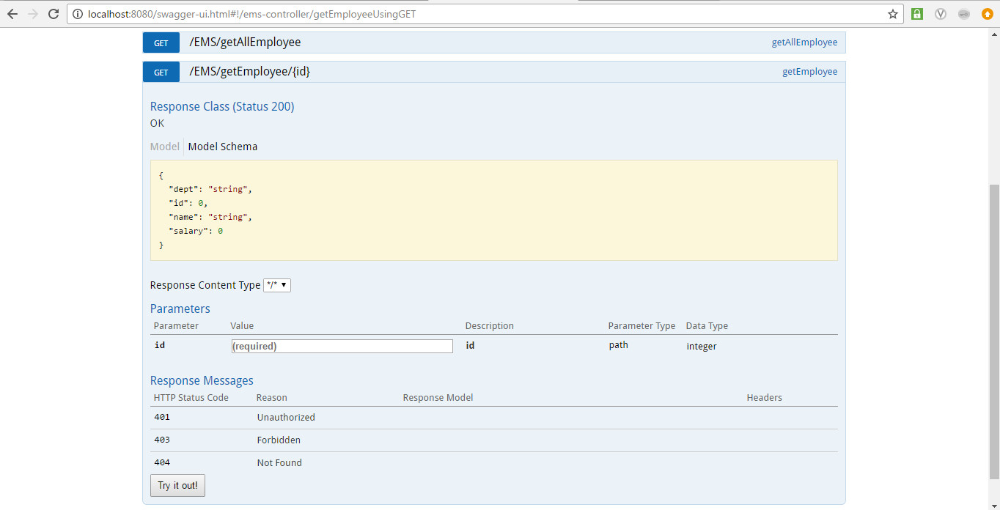 localhost:8080/swagger-ui.html#!/ems-controller/getEmployeeUsingGET
GET /EMS/getAllEmployee getAllEmployee
GET /EMS/getEmployee/{id} getEmployee
Response Class (Status 200)
OK
Model Model Schema
{
"dept": "string",
"id": 0,
"name": "string",
"salary": 0
}
Response Content Type */*
Parameters
Parameter Value Description Parameter Type Data Type
id (required) id path integer
Response Messages
HTTP Status Code Reason Response Model Headers
401 Unauthorized
403 Forbidden
404 Not Found
Try it out!